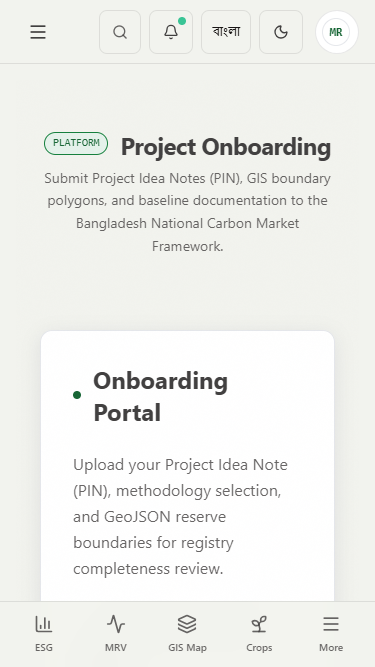 বাংলা
MR
PLATFORM Project Onboarding
Submit Project Idea Notes (PIN), GIS boundary
polygons, and baseline documentation to the
Bangladesh National Carbon Market
Framework.
Onboarding
Portal
Upload your Project Idea Note
(PIN), methodology selection,
and GeoJSON reserve
boundaries for registry
completeness review.
ESG MRV GIS Map Crops More